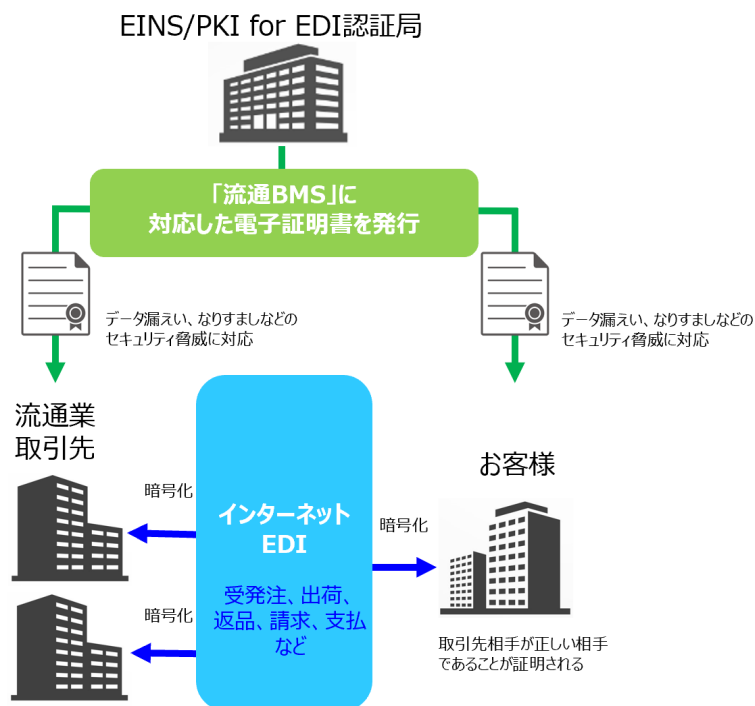 EINS/PKI for EDI認証局
「流通BMS」に
対応した電子証明書を発行
データ漏えい、なりすましなどの
セキュリティ脅威に対応
データ漏えい、なりすましなどの
セキュリティ脅威に対応
流通業
取引先
お客様
暗号化
インターネット
EDI
暗号化
受発注、出荷、
返品、請求、支払
など
暗号化
取引先相手が正しい相手
であることが証明される